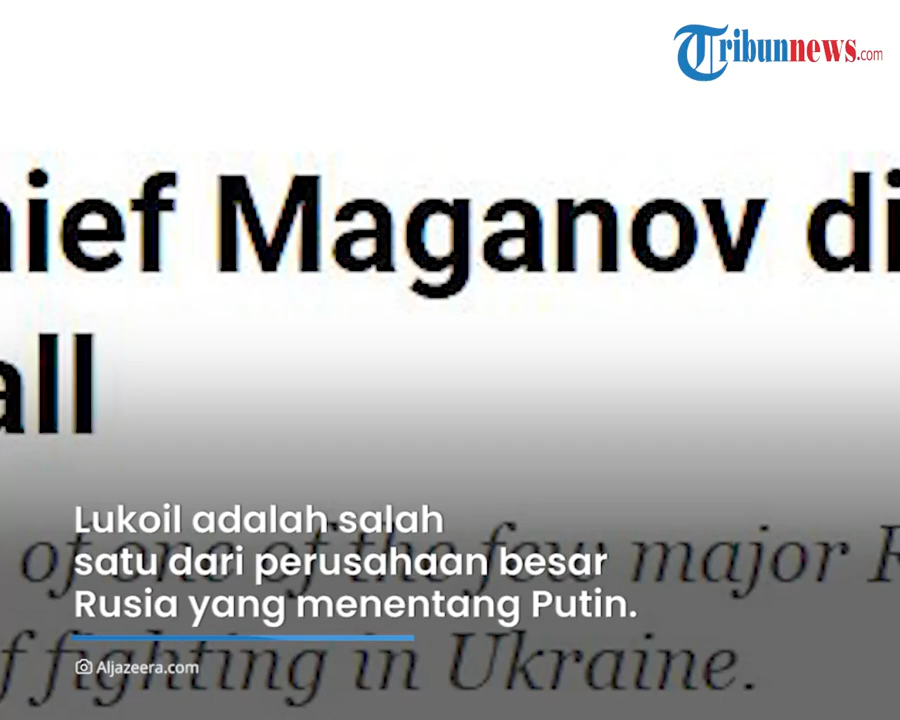 Tribunnews.com
hief Maganov di
all
Lukoil adalah salah
satu dari perusahaan besar
Rusia yang menentang Putin.
of one of the few major R
f fighting in Ukraine.
Aljazeera.com